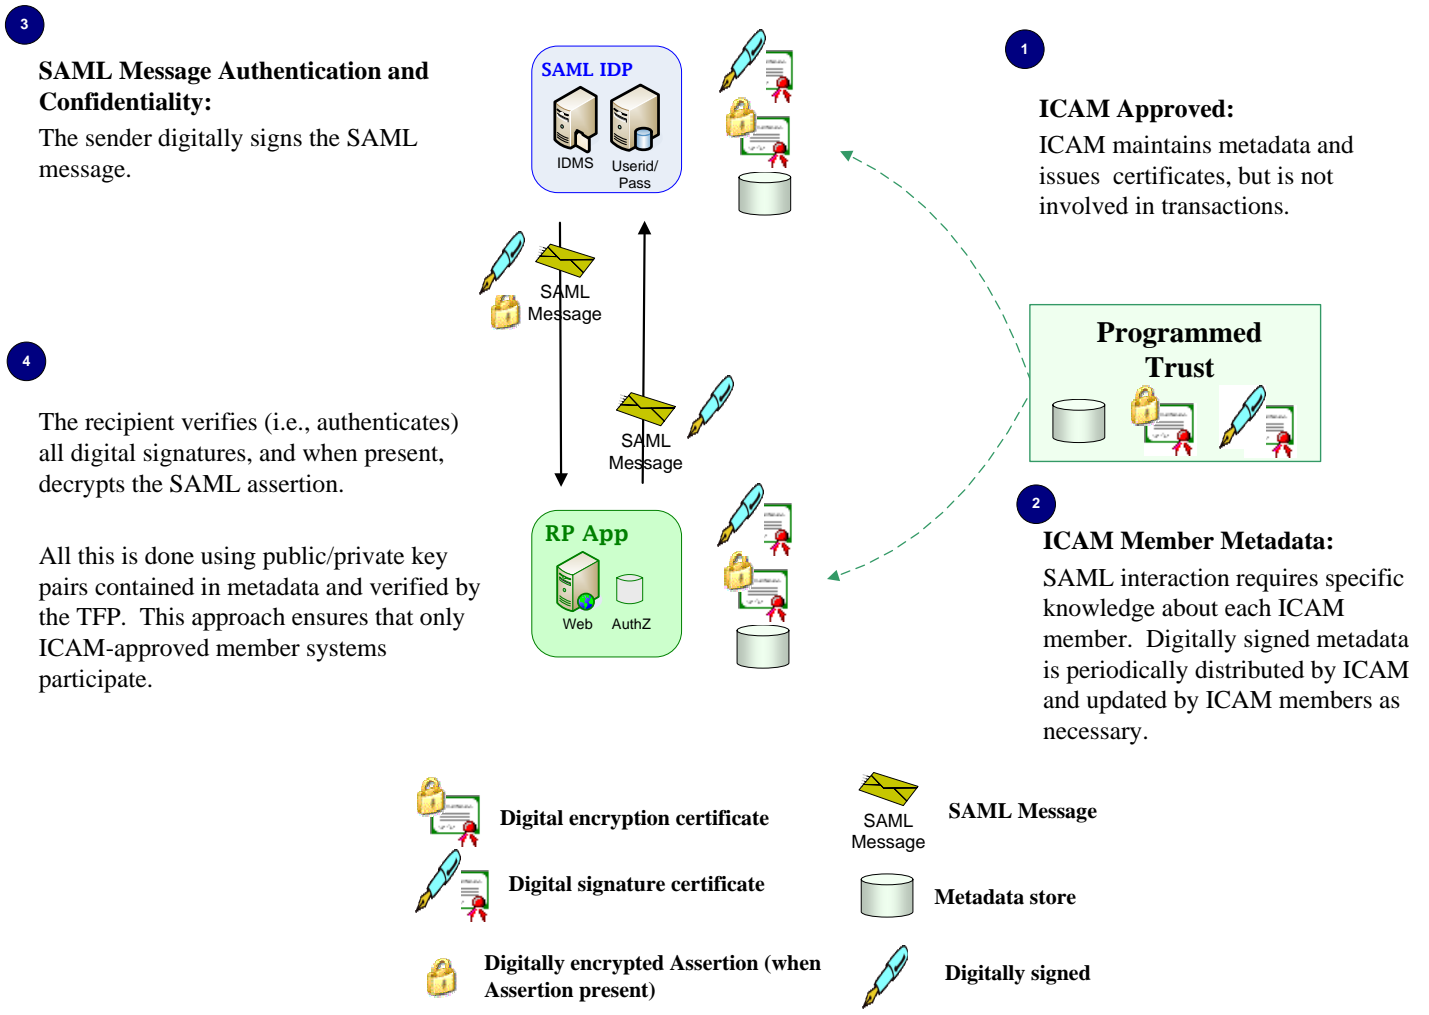 3
SAML Message Authentication and
Confidentiality:
The sender digitally signs the SAML
message.
SAML IDP
IDMS
Userid/
Pass
1
ICAM Approved:
ICAM maintains metadata and
issues  certificates, but is not
involved in transactions.
SAML
Message
SAML
Message
Programmed
Trust
4
The recipient verifies (i.e., authenticates)
all digital signatures, and when present,
decrypts the SAML assertion.
All this is done using public/private key
pairs contained in metadata and verified by
the TFP.  This approach ensures that only
ICAM-approved member systems
participate.
RP App
Web
AuthZ
2
ICAM Member Metadata:
SAML interaction requires specific
knowledge about each ICAM
member.  Digitally signed metadata
is periodically distributed by ICAM
and updated by ICAM members as
necessary.
Digital encryption certificate
SAML
Message
SAML Message
Digital signature certificate
Metadata store
Digitally encrypted Assertion (when
Assertion present)
Digitally signed